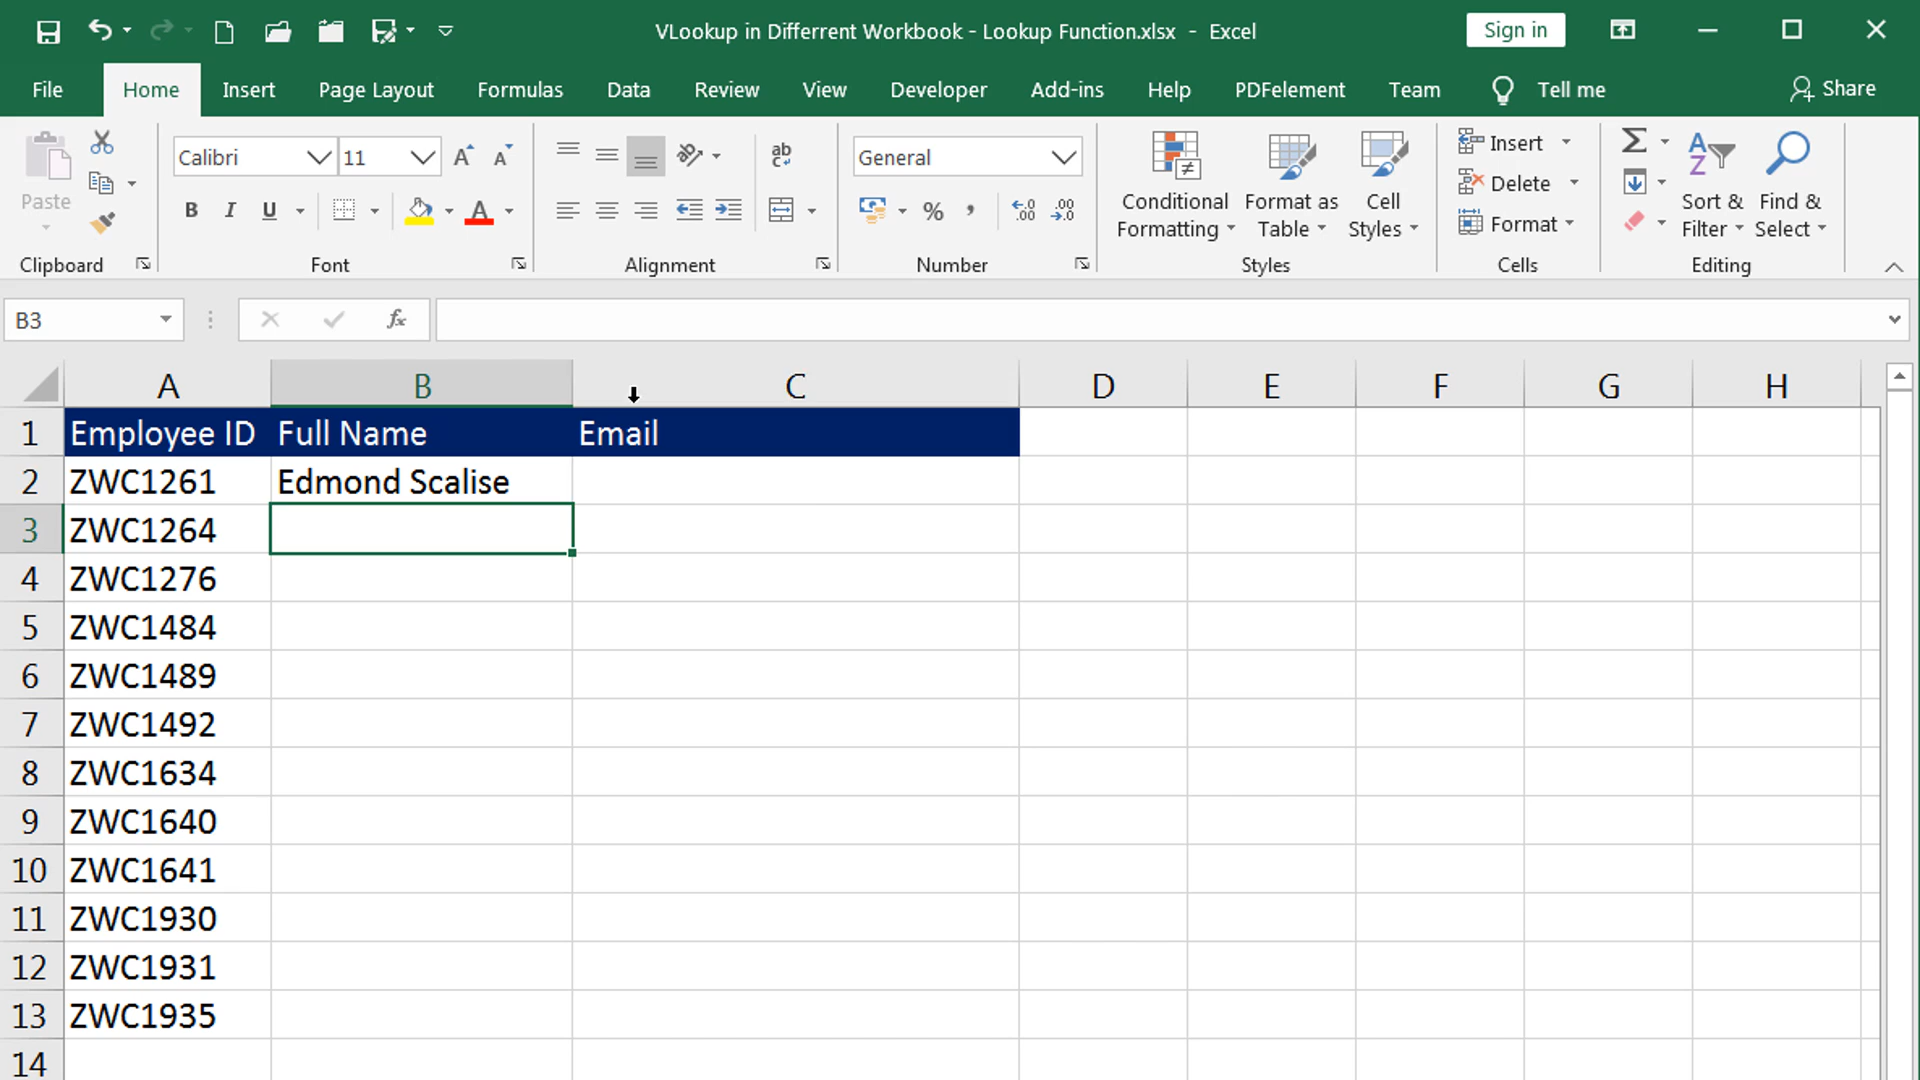 VLookup in Differrent Workbook - Lookup Function.xlsx - Excel
Sign in
File Home Insert Page Layout Formulas Data Review View Developer Add-ins Help PDFelement Team Tell me Share
Paste
Calibri 11
B I U A
ab
General
% ,
Conditional Formatting
Format as Table
Cell Styles
Insert
Delete
Format
Sort & Filter
Find & Select
Clipboard Font Alignment Number Styles Cells Editing
B3 fx
A B C D E F G H
1 Employee ID Full Name Email
2 ZWC1261 Edmond Scalise
3 ZWC1264
4 ZWC1276
5 ZWC1484
6 ZWC1489
7 ZWC1492
8 ZWC1634
9 ZWC1640
10 ZWC1641
11 ZWC1930
12 ZWC1931
13 ZWC1935
14